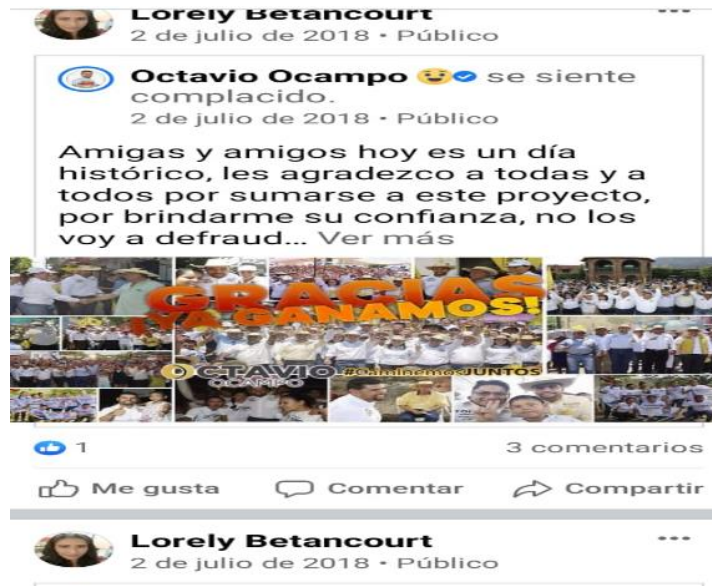 Lorely Betancourt
2 de julio de 2018 • Público
Octavio Ocampo se siente
complacido.
2 de julio de 2018 • Público
Amigas y amigos hoy es un día
histórico, les agradezco a todas y a
todos por sumarse a este proyecto,
por brindarme su confianza, no los
voy a defraud... Ver más
GRACIAS
¡YA GANAMOS!
OCTAVIO #CaminemosJUNTOS
OCAMPO
1 3 comentarios
Me gusta Comentar Compartir
Lorely Betancourt
2 de julio de 2018 • Público